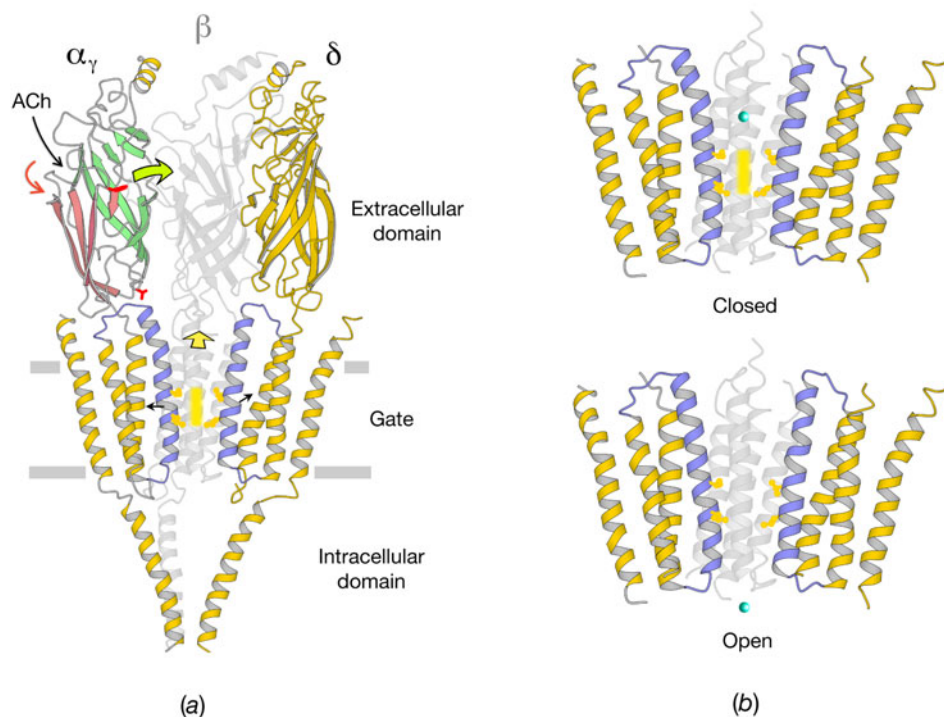 αγ
β
δ
ACh
Extracellular
domain
Gate
Intracellular
domain
(a)
Closed
Open
(b)